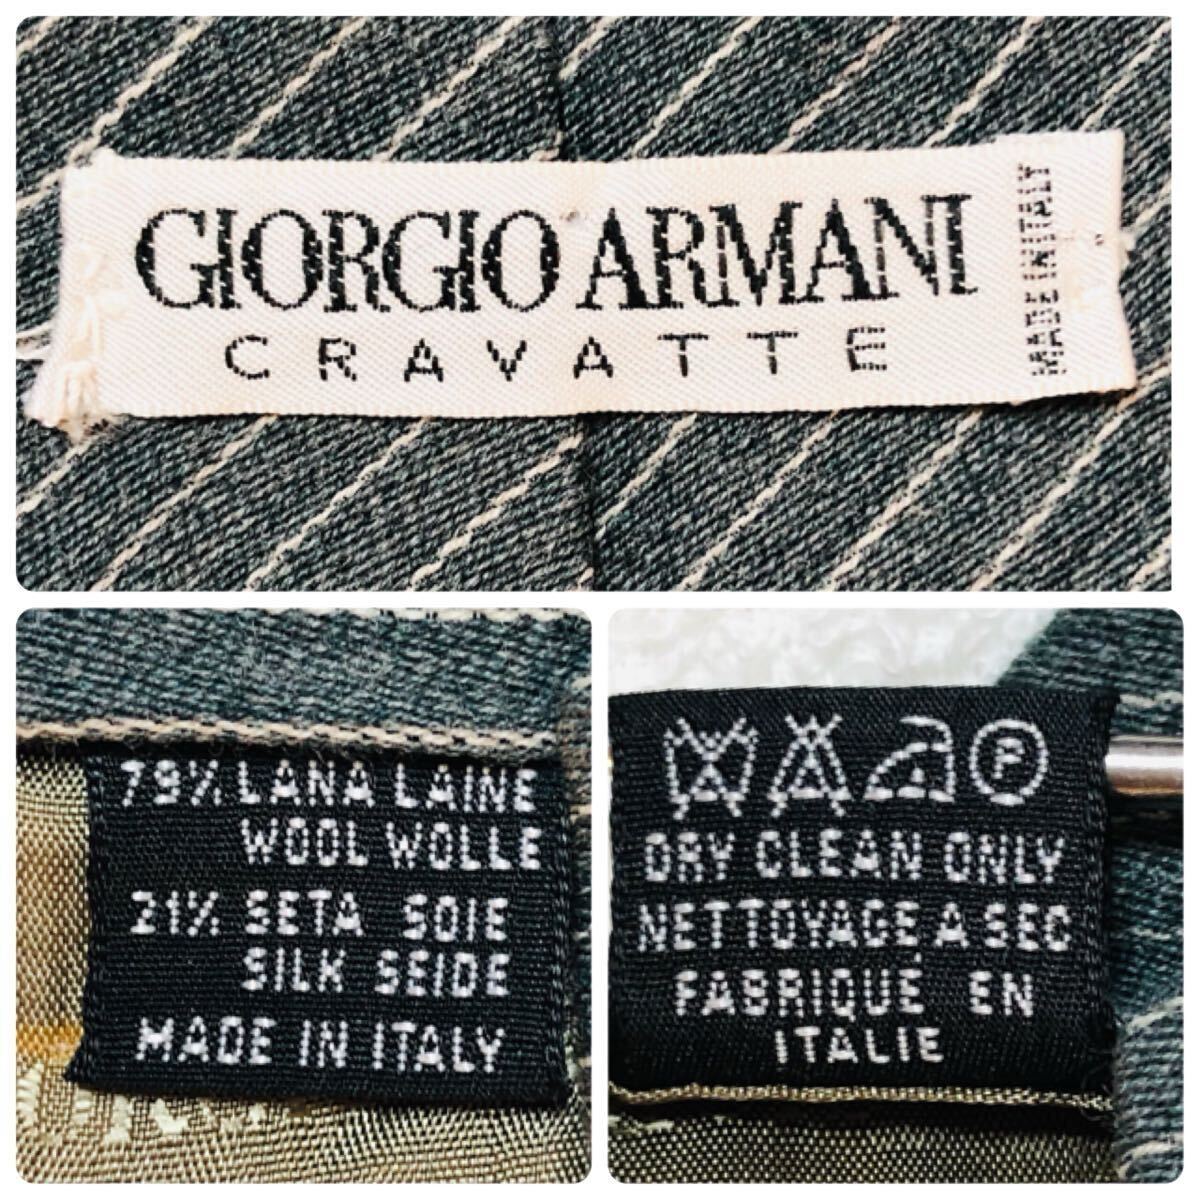 GIORGIO ARMANI
CRAVATTE
MADE IN ITALY
79% LANA LAINE
WOOL WOLLE
21% SETA SOIE
SILK SEIDE
MADE IN ITALY
P
DRY CLEAN ONLY
NETTOYAGE A SEC
FABRIQUÉ EN
ITALIE